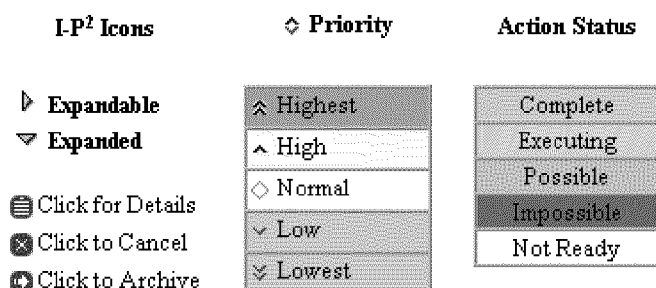 I-P² Icons
Expandable
Expanded
Click for Details
Click to Cancel
Click to Archive
Priority
Highest
High
Normal
Low
Lowest
Action Status
Complete
Executing
Possible
Impossible
Not Ready